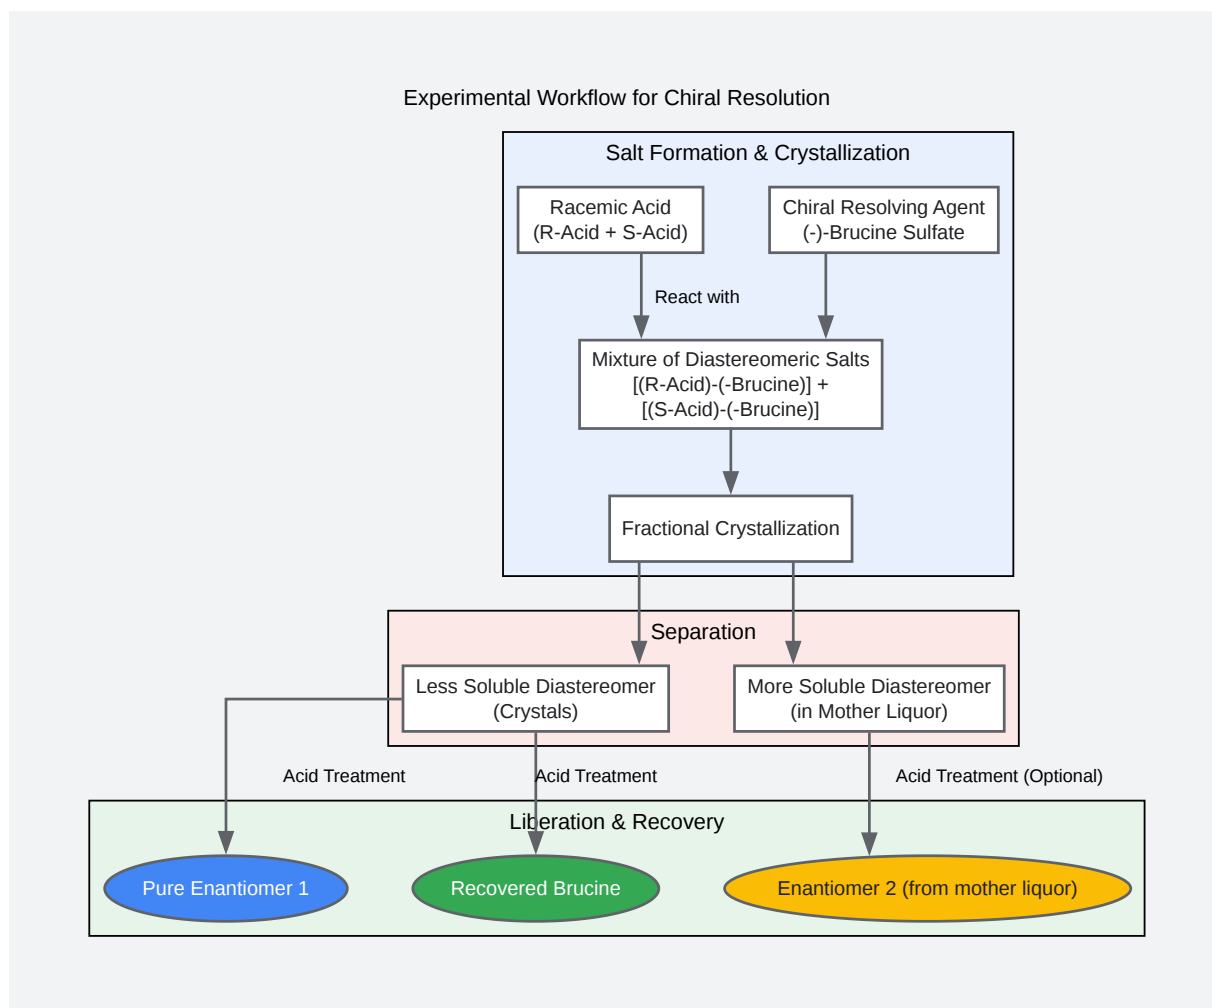 Experimental Workflow for Chiral Resolution
Salt Formation & Crystallization
Racemic Acid
(R-Acid + S-Acid)
Chiral Resolving Agent
(-)-Brucine Sulfate
React with
Mixture of Diastereomeric Salts
[(R-Acid)-(-Brucine)] +
[(S-Acid)-(-Brucine)]
Fractional Crystallization
Separation
Less Soluble Diastereomer
(Crystals)
More Soluble Diastereomer
(in Mother Liquor)
Acid Treatment
Acid Treatment
Acid Treatment (Optional)
Liberation & Recovery
Pure Enantiomer 1
Recovered Brucine
Enantiomer 2 (from mother liquor)